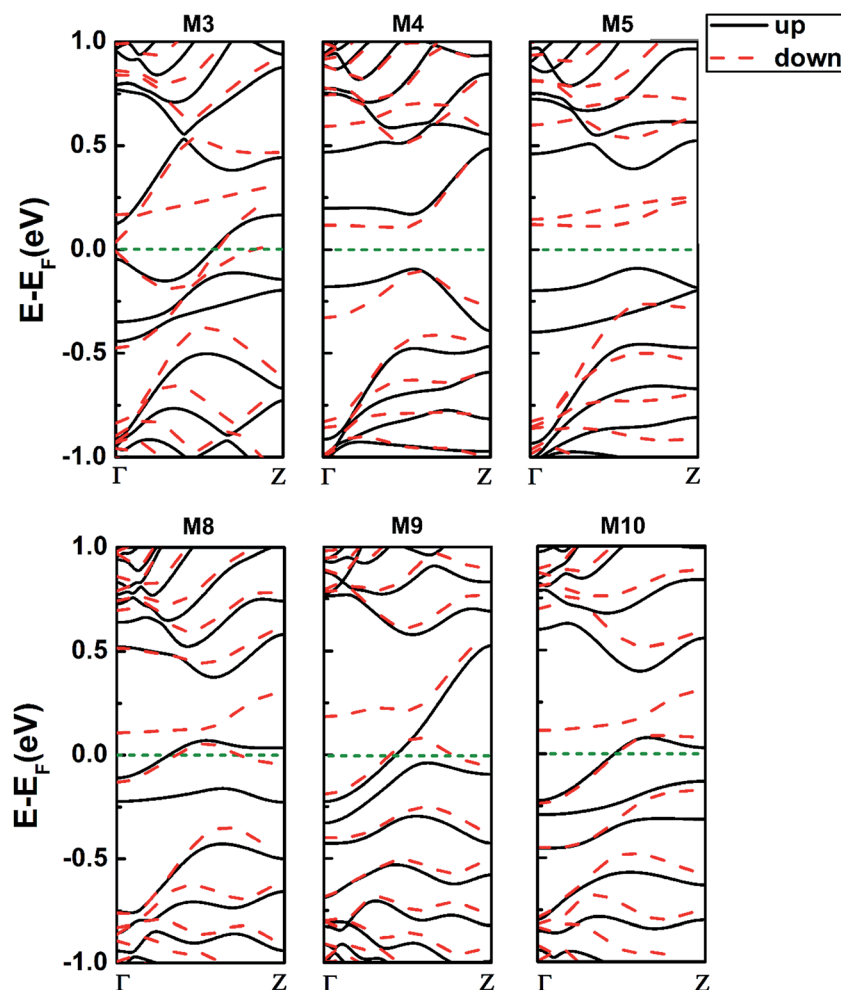 M3 M4 M5
up
down
1.0
0.5
0.0
-0.5
-1.0
E-E_F(eV)
Γ Z Γ Z Γ Z
M8 M9 M10
1.0
0.5
0.0
-0.5
-1.0
E-E_F(eV)
Γ Z Γ Z Γ Z